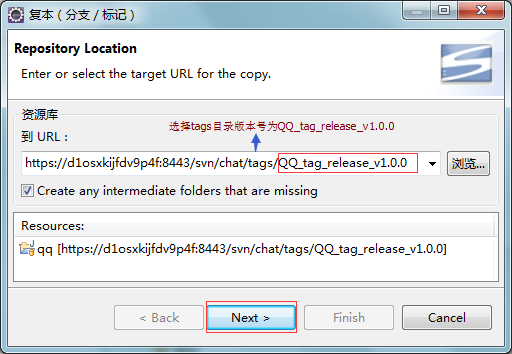 复本（分支 / 标记）
Repository Location
Enter or select the target URL for the copy.
资源库
到 URL：
选择tags目录版本号为QQ_tag_release_v1.0.0
https://d1osxkijfdv9p4f:8443/svn/chat/tags/QQ_tag_release_v1.0.0
浏览...
Create any intermediate folders that are missing
Resources:
qq [https://d1osxkijfdv9p4f:8443/svn/chat/tags/QQ_tag_release_v1.0.0]
< Back
Next >
Finish
Cancel